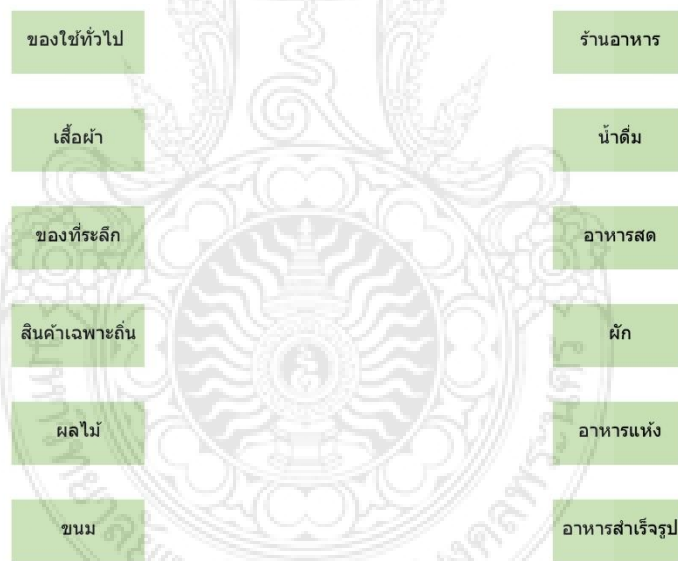 ของใช้ทั่วไป
ร้านอาหาร
เสื้อผ้า
น้ำดื่ม
ของที่ระลึก
อาหารสด
สินค้าเฉพาะถิ่น
ผัก
ผลไม้
อาหารแห้ง
ขนม
อาหารสำเร็จรูป